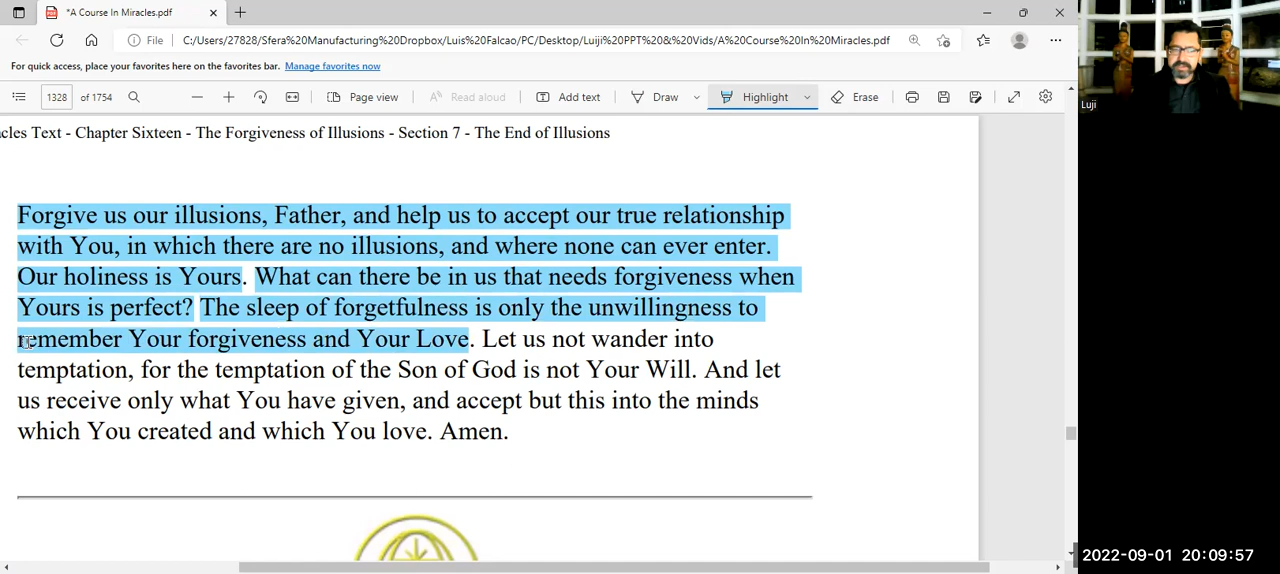 *A Course In Miracles.pdf
File C:/Users/27828/Sfera%20Manufacturing%20Dropbox/Luis%20Falcao/PC/Desktop/Luiji%20PPT%20&%20Vids/A%20Course%20In%20Miracles.pdf
For quick access, place your favorites here on the favorites bar. Manage favorites now
1328 of 1754 Page view Read aloud Add text Draw Highlight Erase
Luji
acles Text - Chapter Sixteen - The Forgiveness of Illusions - Section 7 - The End of Illusions
Forgive us our illusions, Father, and help us to accept our true relationship
with You, in which there are no illusions, and where none can ever enter.
Our holiness is Yours. What can there be in us that needs forgiveness when
Yours is perfect? The sleep of forgetfulness is only the unwillingness to
remember Your forgiveness and Your Love. Let us not wander into
temptation, for the temptation of the Son of God is not Your Will. And let
us receive only what You have given, and accept but this into the minds
which You created and which You love. Amen.
2022-09-01 20:09:57